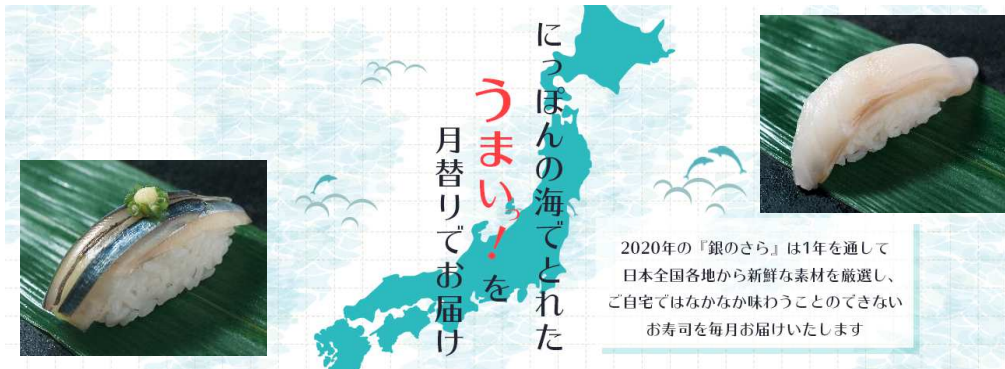 にっぽんの海でとれた
うまいっ！を
月替りでお届け
2020年の『銀のさら』は1年を通して
日本全国各地から新鮮な素材を厳選し、
ご自宅ではなかなか味わうことのできない
お寿司を毎月お届けいたします